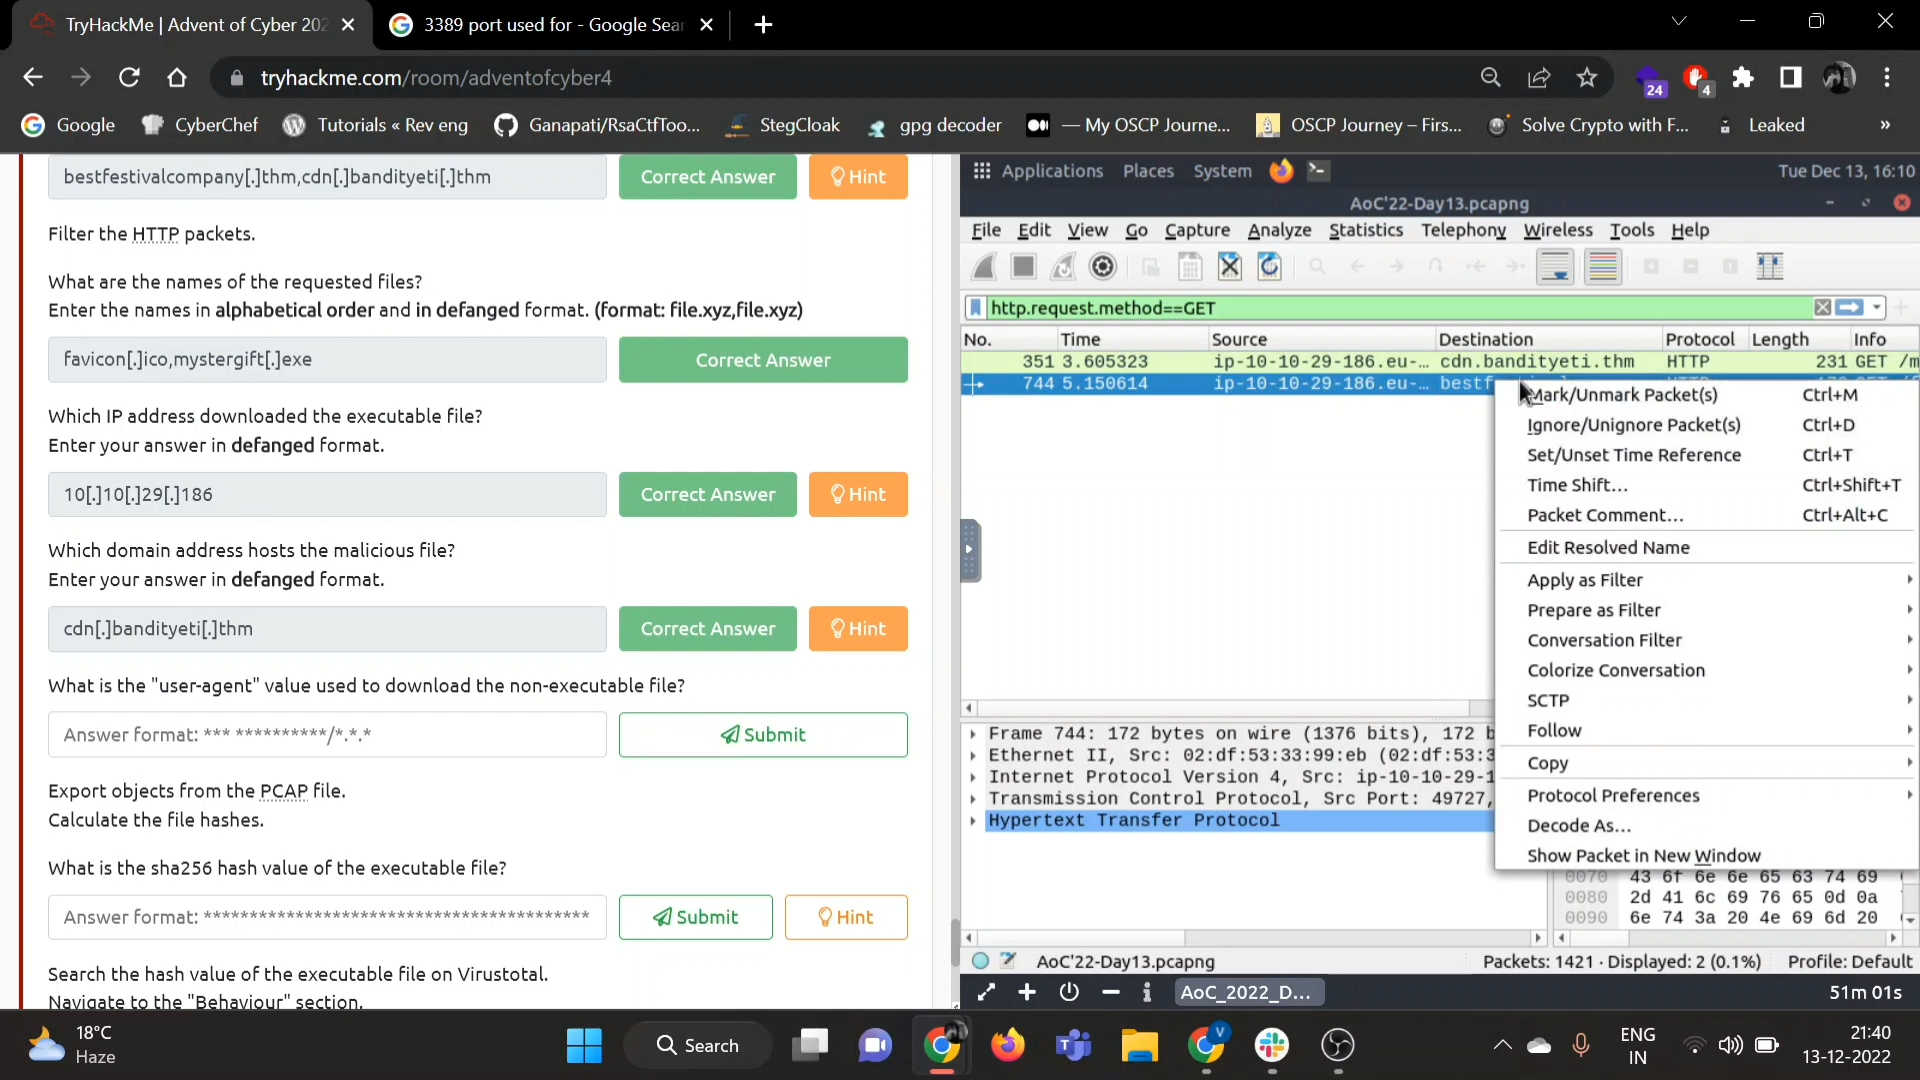 TryHackMe | Advent of Cyber 202
3389 port used for - Google Sear
tryhackme.com/room/adventofcyber4
24
4
Google
CyberChef
Tutorials « Rev eng
Ganapati/RsaCtfToo...
StegCloak
gpg decoder
— My OSCP Journe...
OSCP Journey – Firs...
Solve Crypto with F...
Leaked
»
bestfestivalcompany[.]thm,cdn[.]bandityeti[.]thm
Correct Answer
Hint
Filter the HTTP packets.
What are the names of the requested files?
Enter the names in alphabetical order and in defanged format. (format: file.xyz,file.xyz)
favicon[.]ico,mystergift[.]exe
Correct Answer
Which IP address downloaded the executable file?
Enter your answer in defanged format.
10[.]10[.]29[.]186
Correct Answer
Hint
Which domain address hosts the malicious file?
Enter your answer in defanged format.
cdn[.]bandityeti[.]thm
Correct Answer
Hint
What is the "user-agent" value used to download the non-executable file?
Answer format: *** **********/*.*.*
Submit
Export objects from the PCAP file.
Calculate the file hashes.
What is the sha256 hash value of the executable file?
Answer format: ******************************************
Submit
Hint
Search the hash value of the executable file on Virustotal.
Navigate to the "Behaviour" section.
Applications Places System
Tue Dec 13, 16:10
AoC'22-Day13.pcapng
File Edit View Go Capture Analyze Statistics Telephony Wireless Tools Help
http.request.method==GET
No. Time Source Destination Protocol Length Info
351 3.605323 ip-10-10-29-186.eu-… cdn.bandityeti.thm HTTP 231 GET /m
744 5.150614 ip-10-10-29-186.eu-… bestf
Mark/Unmark Packet(s) Ctrl+M
Ignore/Unignore Packet(s) Ctrl+D
Set/Unset Time Reference Ctrl+T
Time Shift... Ctrl+Shift+T
Packet Comment... Ctrl+Alt+C
Edit Resolved Name
Apply as Filter
Prepare as Filter
Conversation Filter
Colorize Conversation
SCTP
Follow
Copy
Protocol Preferences
Decode As...
Show Packet in New Window
Frame 744: 172 bytes on wire (1376 bits), 172 b
Ethernet II, Src: 02:df:53:33:99:eb (02:df:53:3
Internet Protocol Version 4, Src: ip-10-10-29-1
Transmission Control Protocol, Src Port: 49727,
Hypertext Transfer Protocol
0070 43 6f 6e 6e 65 63 74 69
0080 2d 41 6c 69 76 65 0d 0a
0090 6e 74 3a 20 4e 69 6d 20
AoC'22-Day13.pcapng
Packets: 1421 · Displayed: 2 (0.1%)
Profile: Default
AoC_2022_D...
51m 01s
18°C
Haze
Search
V
ENG
IN
21:40
13-12-2022